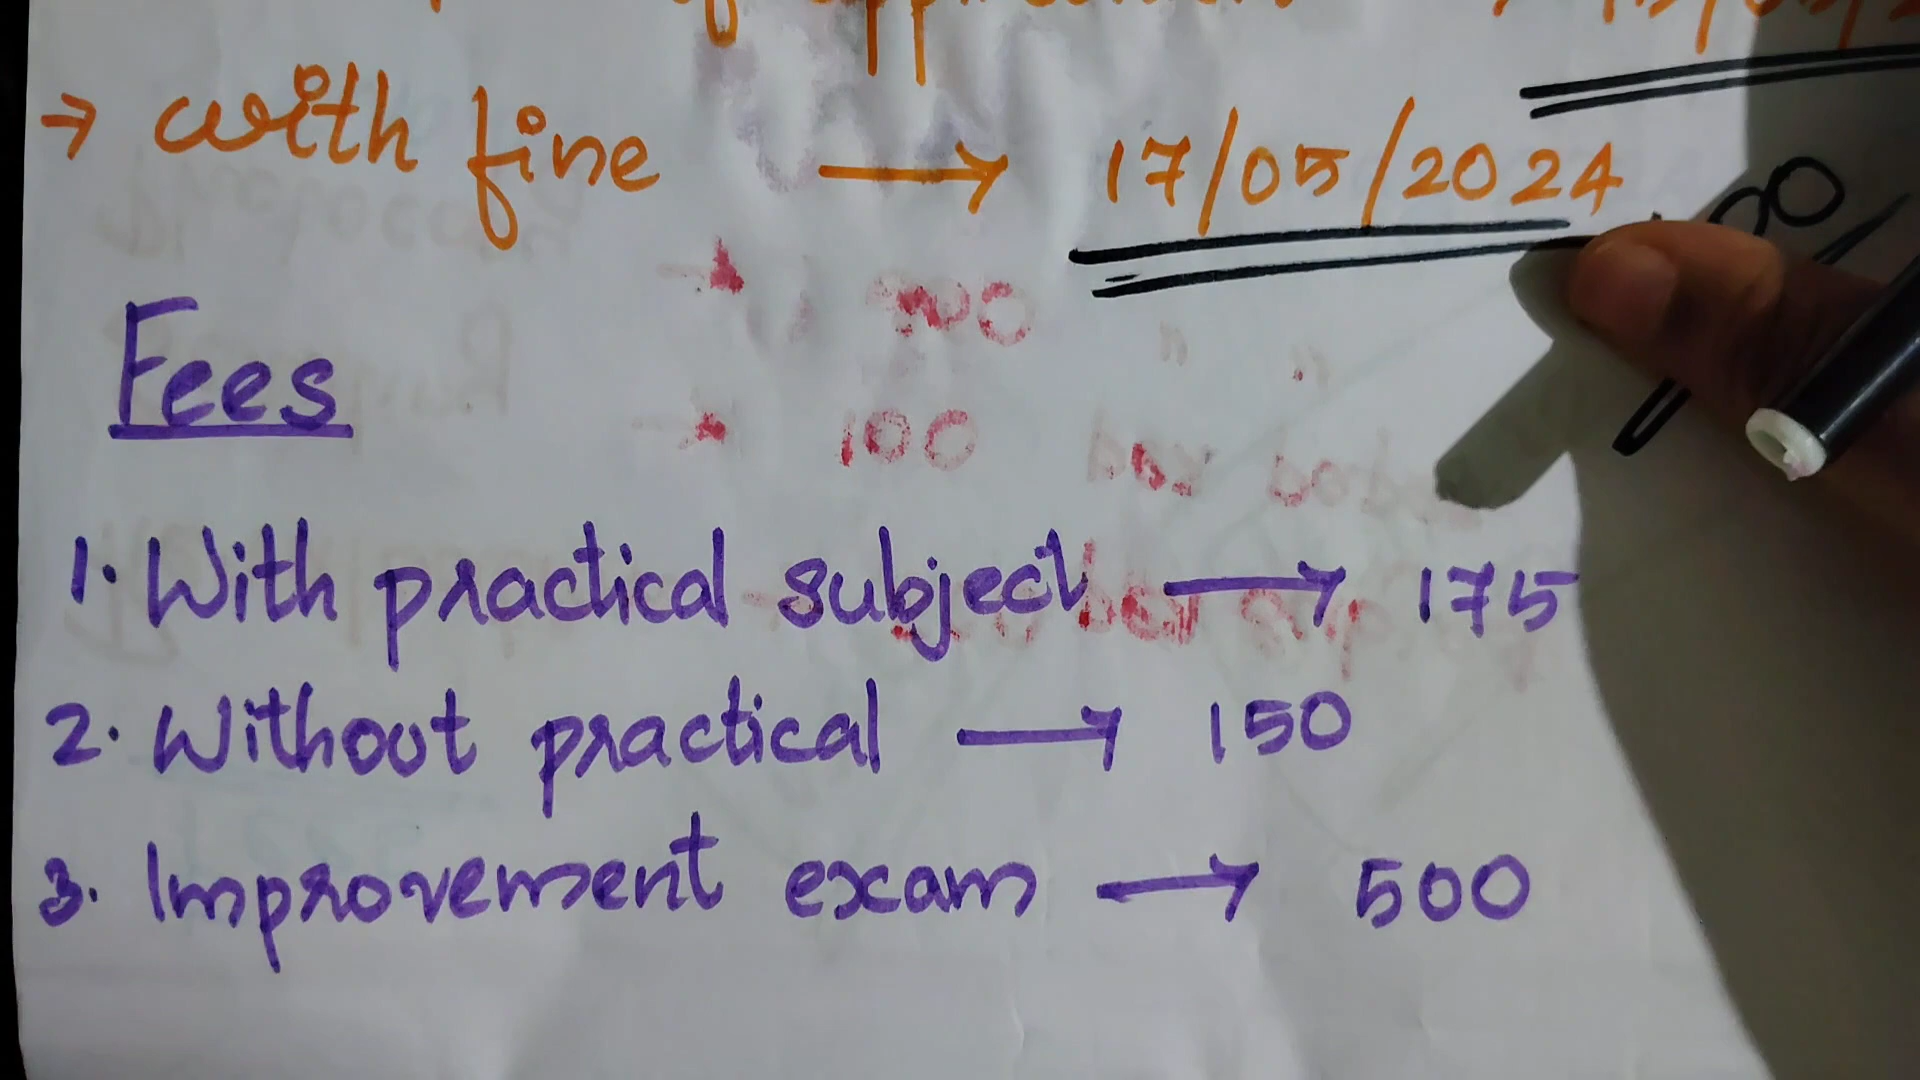 of
→ with fine → 17/05/2024
Fees
1. With practical subject → 175
2. Without practical → 150
3. Improvement exam → 500